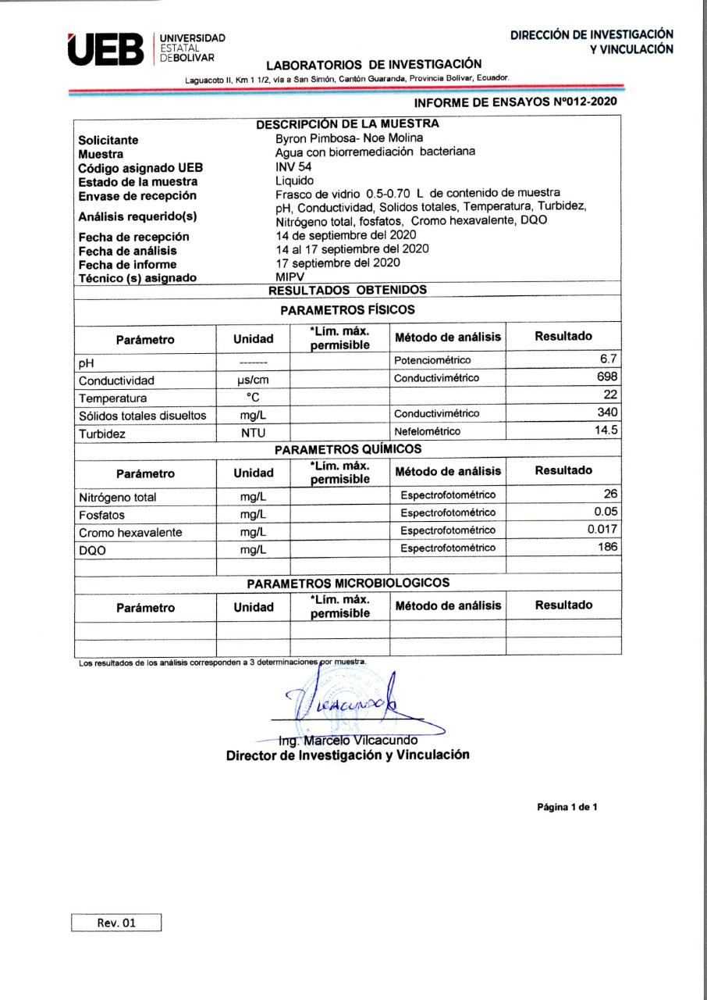 UEB
UNIVERSIDAD
ESTATAL
DEBOLIVAR
DIRECCIÓN DE INVESTIGACIÓN
Y VINCULACIÓN
LABORATORIOS DE INVESTIGACIÓN
Laguacoto II, Km 1 1/2, vía a San Simón, Cantón Guaranda, Provincia Bolívar, Ecuador.
INFORME DE ENSAYOS Nº012-2020
DESCRIPCIÓN DE LA MUESTRA
Solicitante Byron Pimbosa- Noe Molina
Muestra Agua con biorremediación bacteriana
Código asignado UEB INV 54
Estado de la muestra Liquido
Envase de recepción Frasco de vidrio 0.5-0.70 L de contenido de muestra
Análisis requerido(s) pH, Conductividad, Solidos totales, Temperatura, Turbidez,
Nitrógeno total, fosfatos, Cromo hexavalente, DQO
Fecha de recepción 14 de septiembre del 2020
Fecha de análisis 14 al 17 septiembre del 2020
Fecha de informe 17 septiembre del 2020
Técnico (s) asignado MIPV
RESULTADOS OBTENIDOS
PARAMETROS FÍSICOS
Parámetro Unidad *Lím. máx. permisible Método de análisis Resultado
pH ------- Potenciométrico 6.7
Conductividad µs/cm Conductivimétrico 698
Temperatura °C 22
Sólidos totales disueltos mg/L Conductivimétrico 340
Turbidez NTU Nefelométrico 14.5
PARAMETROS QUÍMICOS
Parámetro Unidad *Lím. máx. permisible Método de análisis Resultado
Nitrógeno total mg/L Espectrofotométrico 26
Fosfatos mg/L Espectrofotométrico 0.05
Cromo hexavalente mg/L Espectrofotométrico 0.017
DQO mg/L Espectrofotométrico 186
PARAMETROS MICROBIOLOGICOS
Parámetro Unidad *Lím. máx. permisible Método de análisis Resultado
Los resultados de los análisis corresponden a 3 determinaciones por muestra.
Ing. Marcelo Vilcacundo
Director de Investigación y Vinculación
Página 1 de 1
Rev. 01